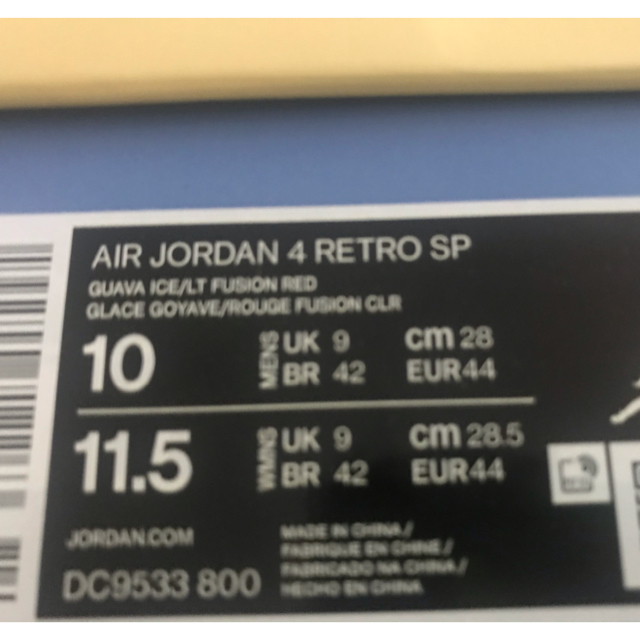 AIR JORDAN 4 RETRO SP
GUAVA ICE/LT FUSION RED
GLACE GOYAVE/ROUGE FUSION CLR
10 MENS UK 9 cm 28
BR 42 EUR 44
11.5 WMNS UK 9 cm 28.5
BR 42 EUR 44
JORDAN.COM
DC9533 800
MADE IN CHINA/
FABRIQUE EN CHINE/
FABRICADO NA CHINA/
HECHO EN CHINA